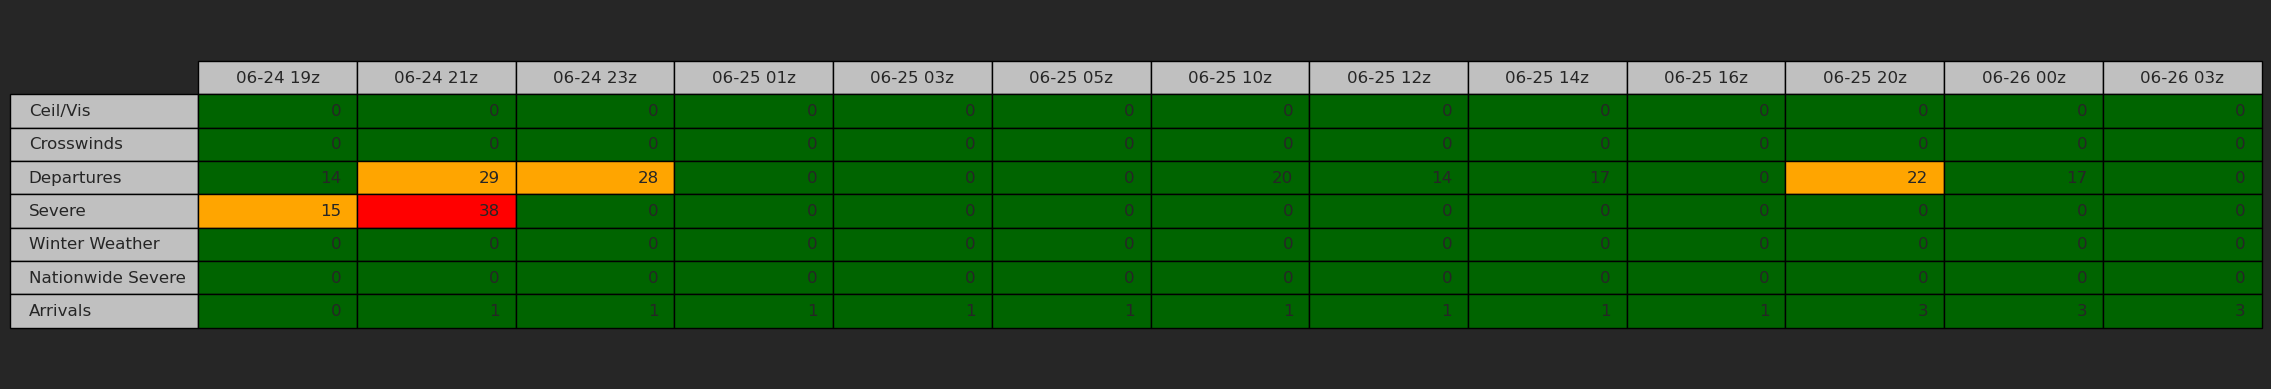 06-24 19z 06-24 21z 06-24 23z 06-25 01z 06-25 03z 06-25 05z 06-25 10z 06-25 12z 06-25 14z 06-25 16z 06-25 20z 06-26 00z 06-26 03z
Ceil/Vis 0 0 0 0 0 0 0 0 0 0 0 0 0
Crosswinds 0 0 0 0 0 0 0 0 0 0 0 0 0
Departures 14 29 28 0 0 0 20 14 17 0 22 17 0
Severe 15 38 0 0 0 0 0 0 0 0 0 0 0
Winter Weather 0 0 0 0 0 0 0 0 0 0 0 0 0
Nationwide Severe 0 0 0 0 0 0 0 0 0 0 0 0 0
Arrivals 0 1 1 1 1 1 1 1 1 1 3 3 3